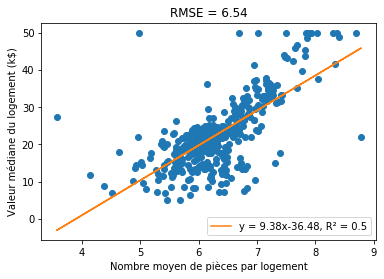 RMSE = 6.54
Valeur médiane du logement (k$)
50
40
30
20
10
0
y = 9.38x-36.48, R² = 0.5
4 5 6 7 8 9
Nombre moyen de pièces par logement